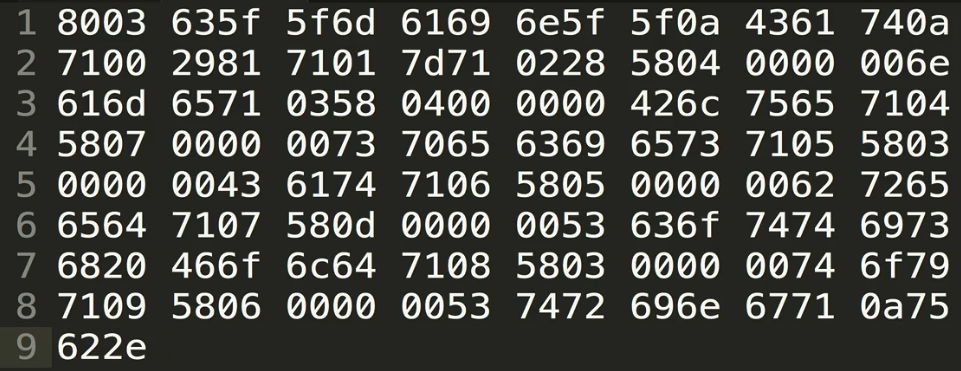 1 8003 635f 5f6d 6169 6e5f 5f0a 4361 740a
2 7100 2981 7101 7d71 0228 5804 0000 006e
3 616d 6571 0358 0400 0000 426c 7565 7104
4 5807 0000 0073 7065 6369 6573 7105 5803
5 0000 0043 6174 7106 5805 0000 0062 7265
6 6564 7107 580d 0000 0053 636f 7474 6973
7 6820 466f 6c64 7108 5803 0000 0074 6f79
8 7109 5806 0000 0053 7472 696e 6771 0a75
9 622e